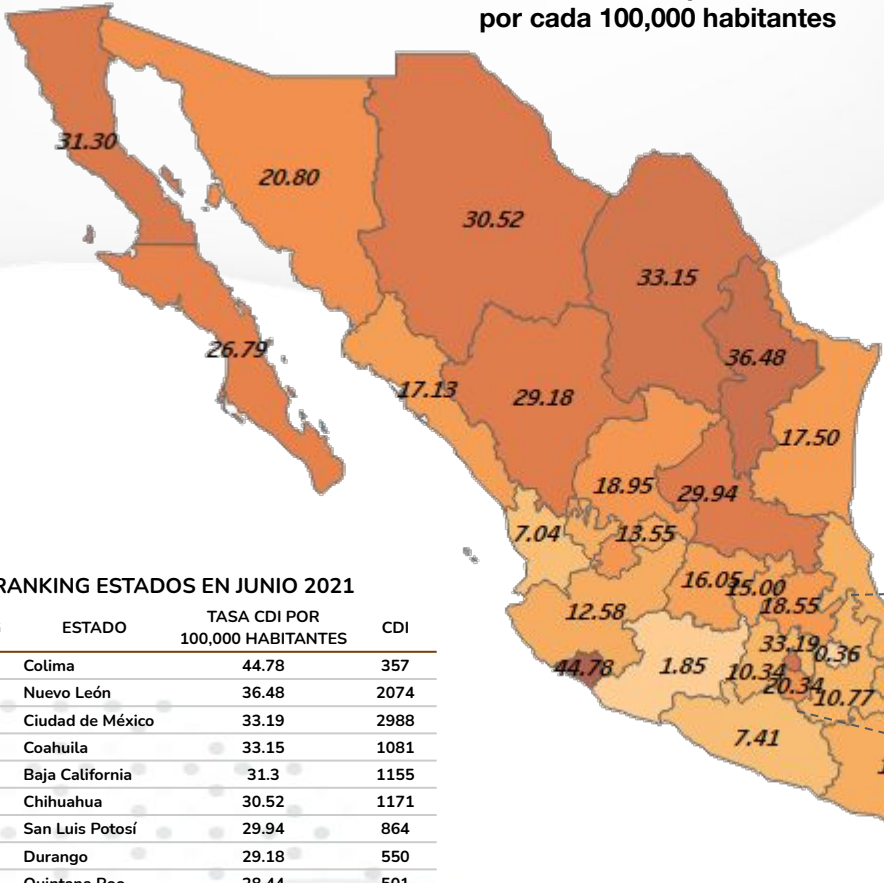 por cada 100,000 habitantes
31.30
20.80
30.52
33.15
36.48
26.79
17.13
29.18
17.50
18.95
29.94
7.04
13.55
16.05
15.00
18.55
12.58
33.19
0.36
44.78
1.85
10.34
20.34
10.77
7.41
RANKING ESTADOS EN JUNIO 2021
ESTADO TASA CDI POR CDI
100,000 HABITANTES
Colima 44.78 357
Nuevo León 36.48 2074
Ciudad de México 33.19 2988
Coahuila 33.15 1081
Baja California 31.3 1155
Chihuahua 30.52 1171
San Luis Potosí 29.94 864
Durango 29.18 550
Quintana Roo 28.44 501